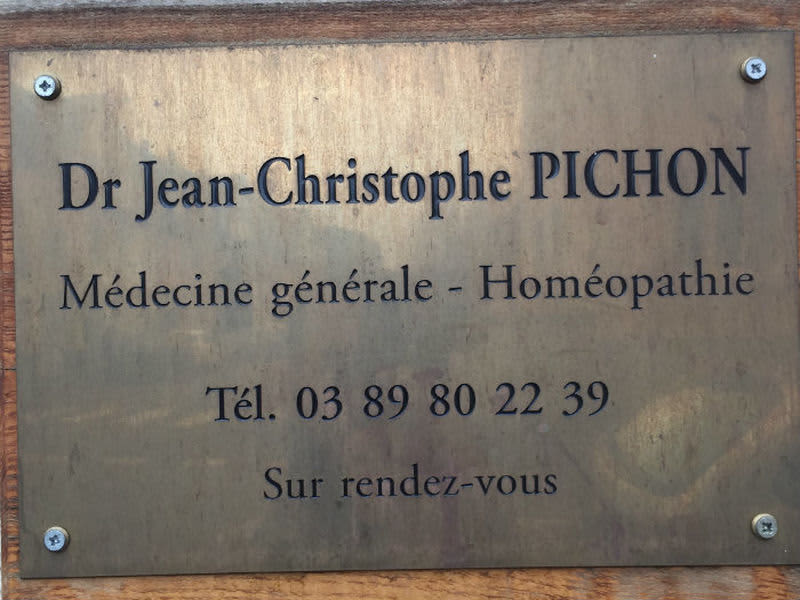 Dr Jean-Christophe PICHON
Médecine générale - Homéopathie
Tél. 03 89 80 22 39
Sur rendez-vous